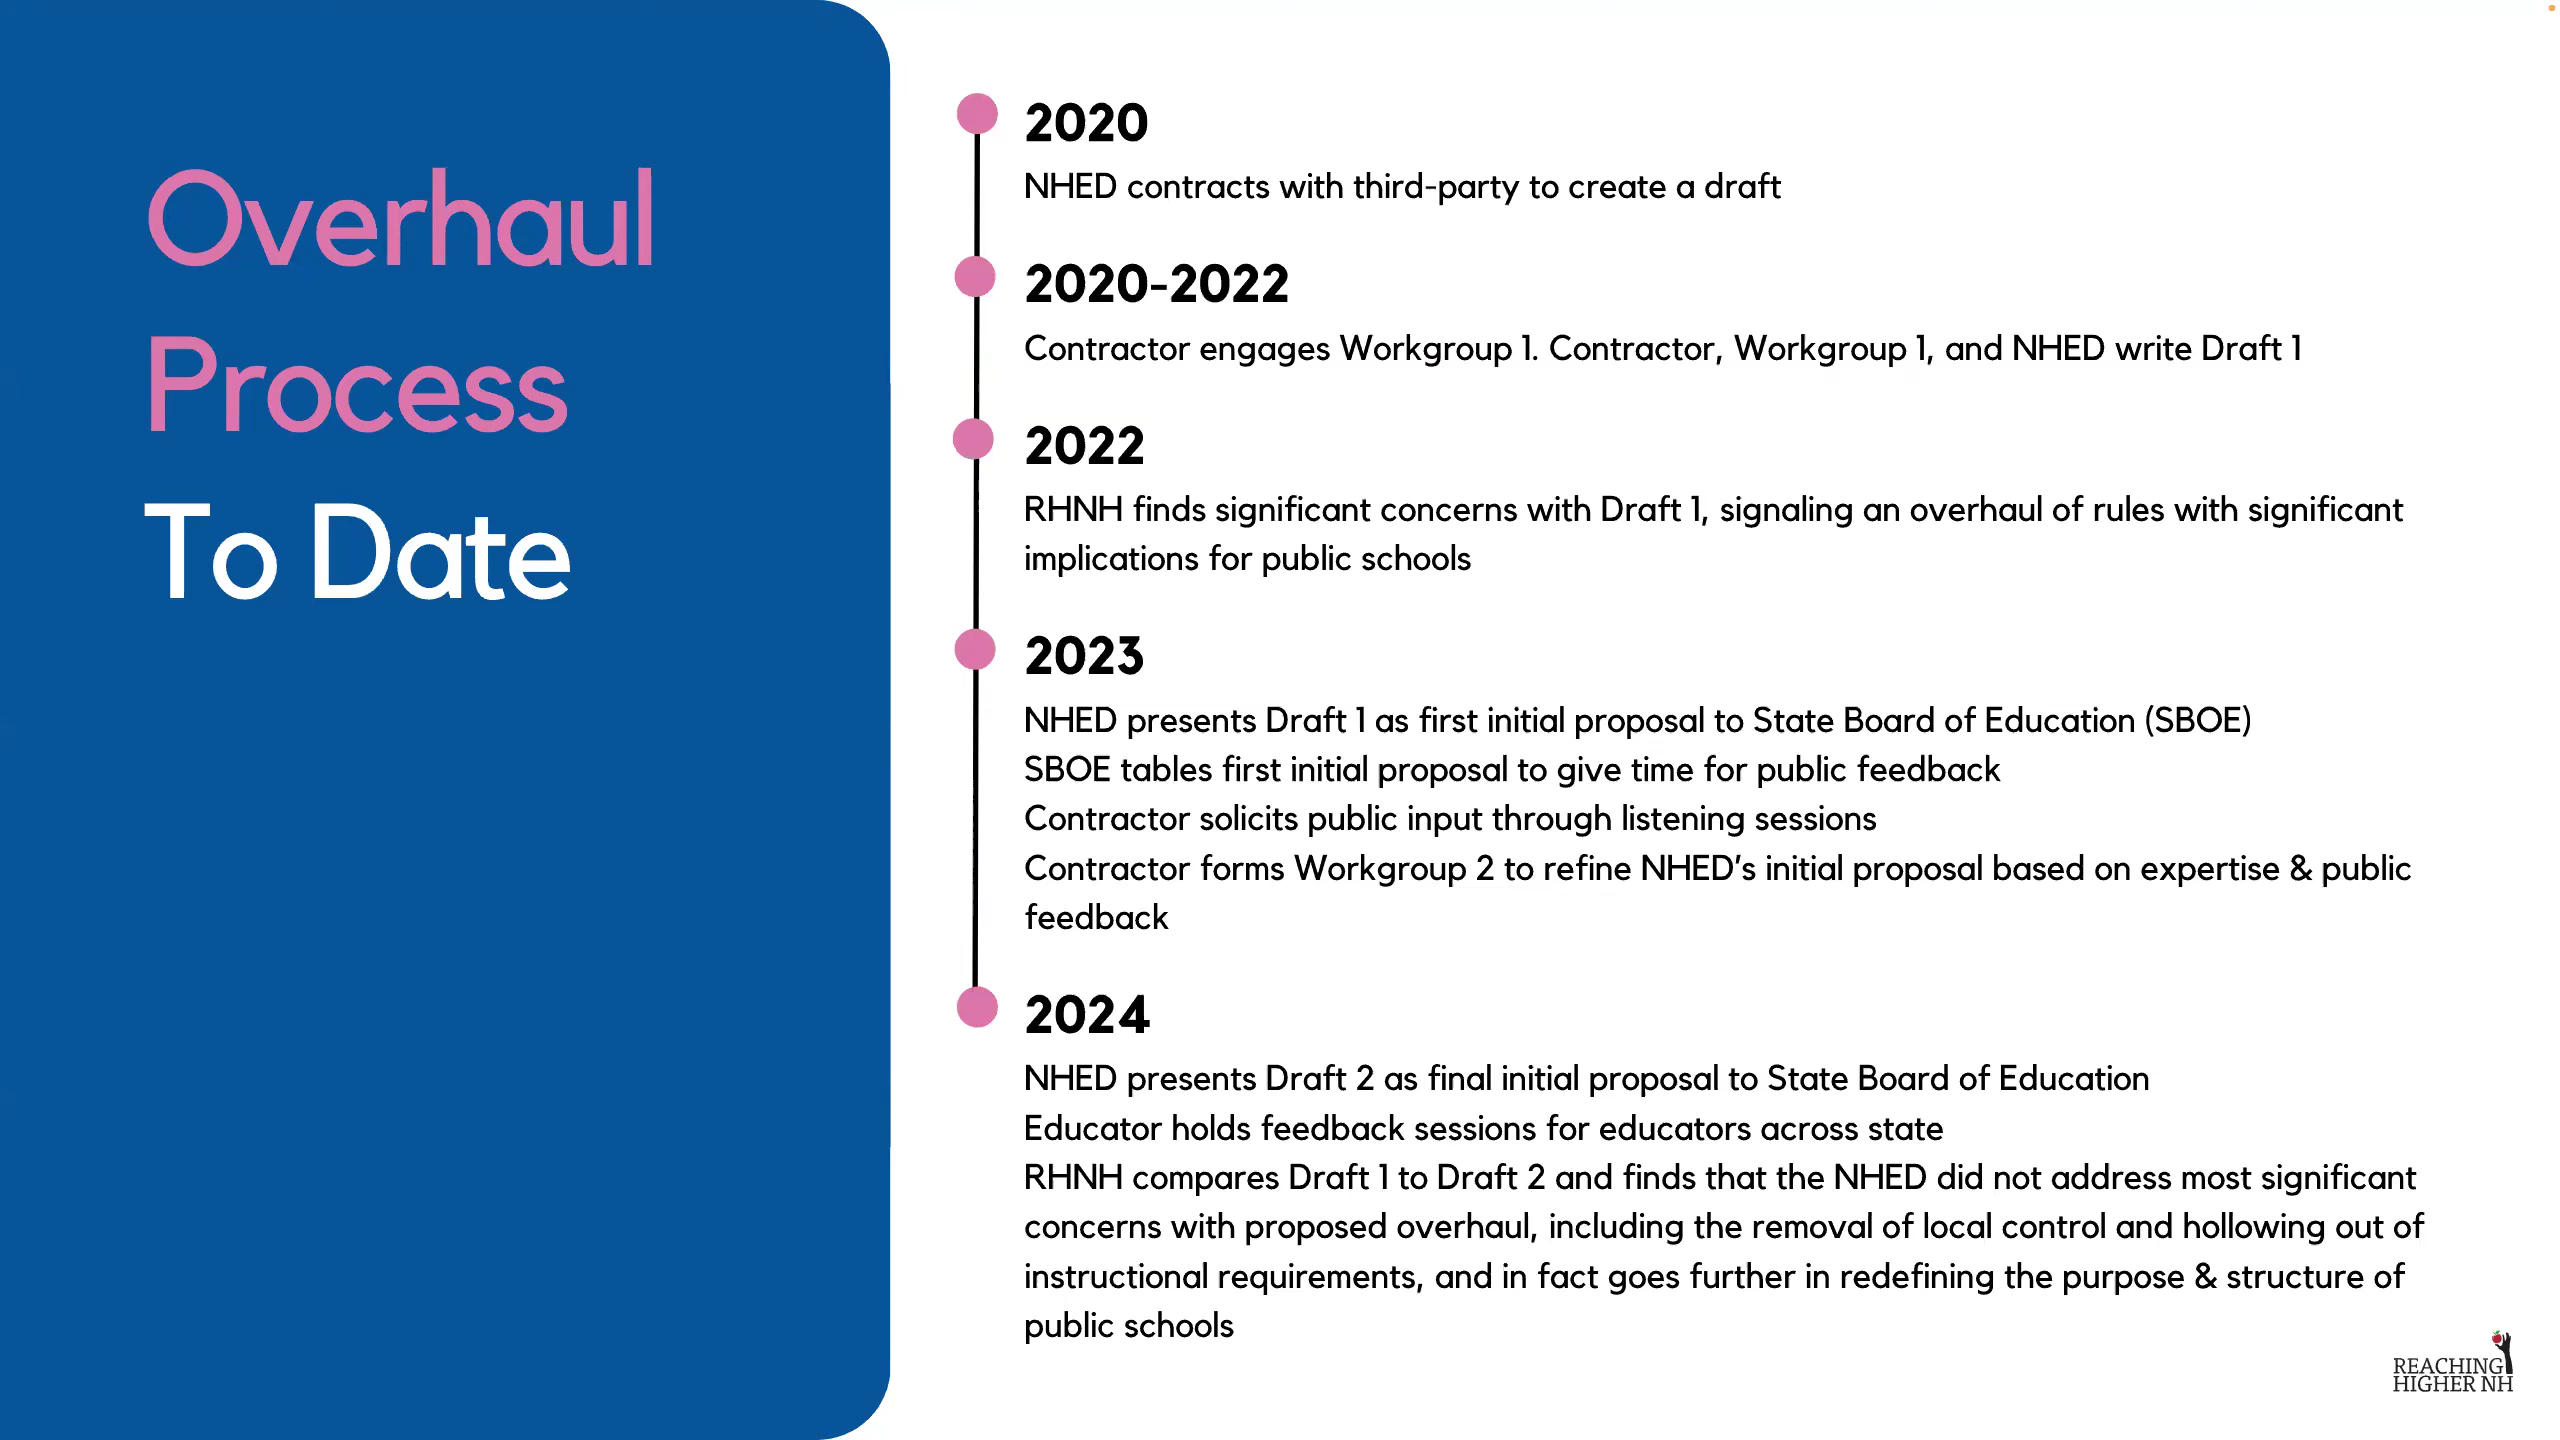 Overhaul
Process
To Date
2020
NHED contracts with third-party to create a draft
2020-2022
Contractor engages Workgroup 1. Contractor, Workgroup 1, and NHED write Draft 1
2022
RHNH finds significant concerns with Draft 1, signaling an overhaul of rules with significant
implications for public schools
2023
NHED presents Draft 1 as first initial proposal to State Board of Education (SBOE)
SBOE tables first initial proposal to give time for public feedback
Contractor solicits public input through listening sessions
Contractor forms Workgroup 2 to refine NHED’s initial proposal based on expertise & public
feedback
2024
NHED presents Draft 2 as final initial proposal to State Board of Education
Educator holds feedback sessions for educators across state
RHNH compares Draft 1 to Draft 2 and finds that the NHED did not address most significant
concerns with proposed overhaul, including the removal of local control and hollowing out of
instructional requirements, and in fact goes further in redefining the purpose & structure of
public schools
REACHING
HIGHER NH